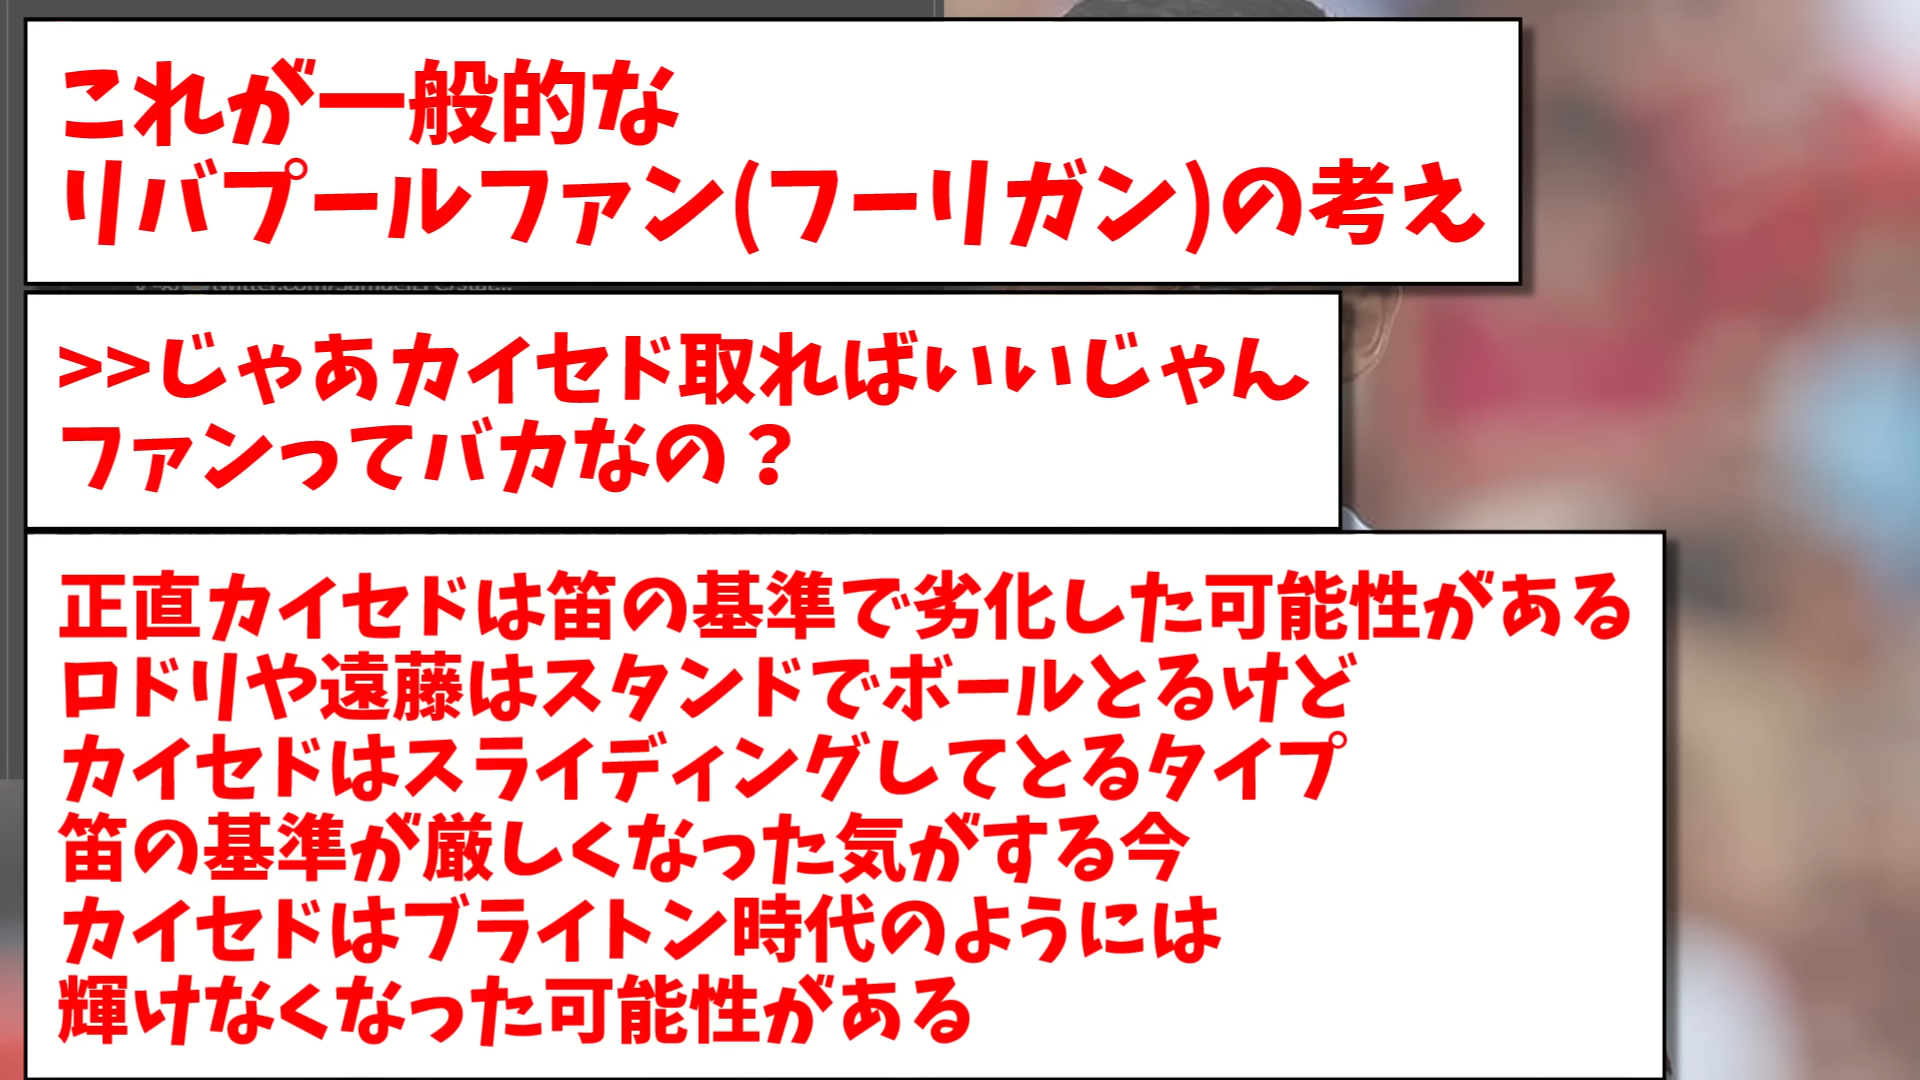 これが一般的な
リバプールファン(フーリガン)の考え
>>じゃあカイセド取ればいいじゃん
ファンってバカなの？
正直カイセドは笛の基準で劣化した可能性がある
ロドリや遠藤はスタンドでボールとるけど
カイセドはスライディングしてとるタイプ
笛の基準が厳しくなった気がする今
カイセドはブライトン時代のようには
輝けなくなった可能性がある